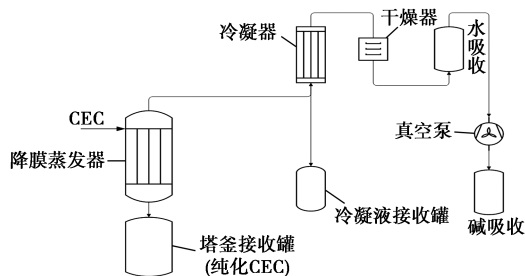 冷凝器
干燥器
水吸收
CEC
真空泵
降膜蒸发器
冷凝液接收罐
碱吸收
塔釜接收罐
(纯化CEC)